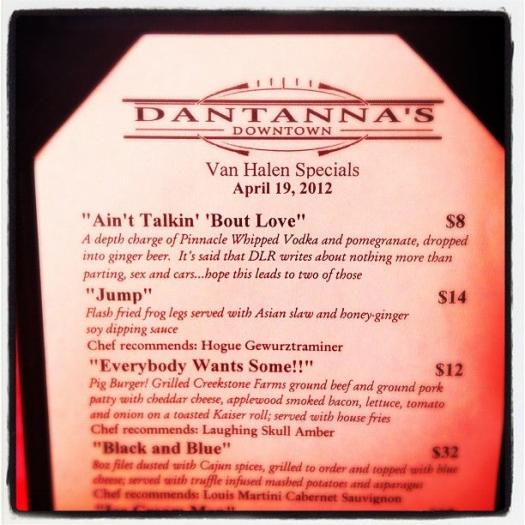 DANTANNA'S
DOWNTOWN
Van Halen Specials
April 19, 2012
"Ain't Talkin' 'Bout Love" $8
A depth charge of Pinnacle Whipped Vodka and pomegranate, dropped
into ginger beer. It's said that DLR writes about nothing more than
parting, sex and cars...hope this leads to two of those
"Jump" $14
Flash fried frog legs served with Asian slaw and honey-ginger
soy dipping sauce
Chef recommends: Hogue Gewurztraminer
"Everybody Wants Some!!" $12
Pig Burger! Grilled Creekstone Farms ground beef and ground pork
patty with cheddar cheese, applewood smoked bacon, lettuce, tomato
and onion on a toasted Kaiser roll; served with house fries
Chef recommends: Laughing Skull Amber
"Black and Blue" $32
8oz filet dusted with Cajun spices, grilled to order and topped with blue
cheese; served with truffle infused mashed potatoes and asparagus
Chef recommends: Louis Martini Cabernet Sauvignon
"Ice Cream Man"